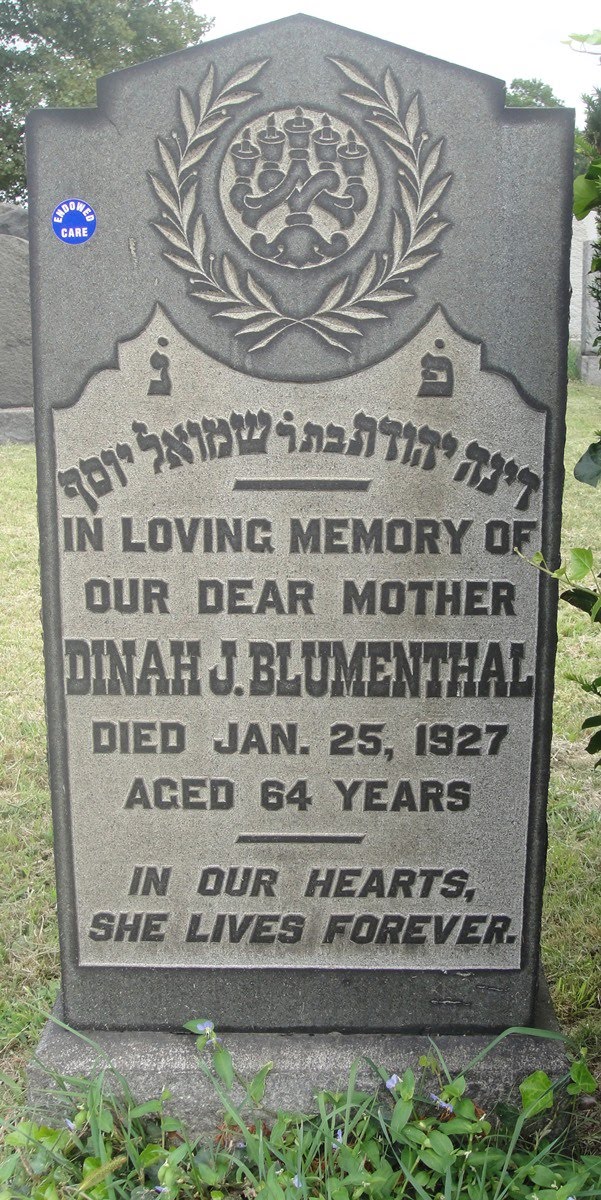 ENDOWED
CARE
פ נ
דינה יהודת בת ר' שמואל יוסף
IN LOVING MEMORY OF
OUR DEAR MOTHER
DINAH J. BLUMENTHAL
DIED JAN. 25, 1927
AGED 64 YEARS
IN OUR HEARTS,
SHE LIVES FOREVER.